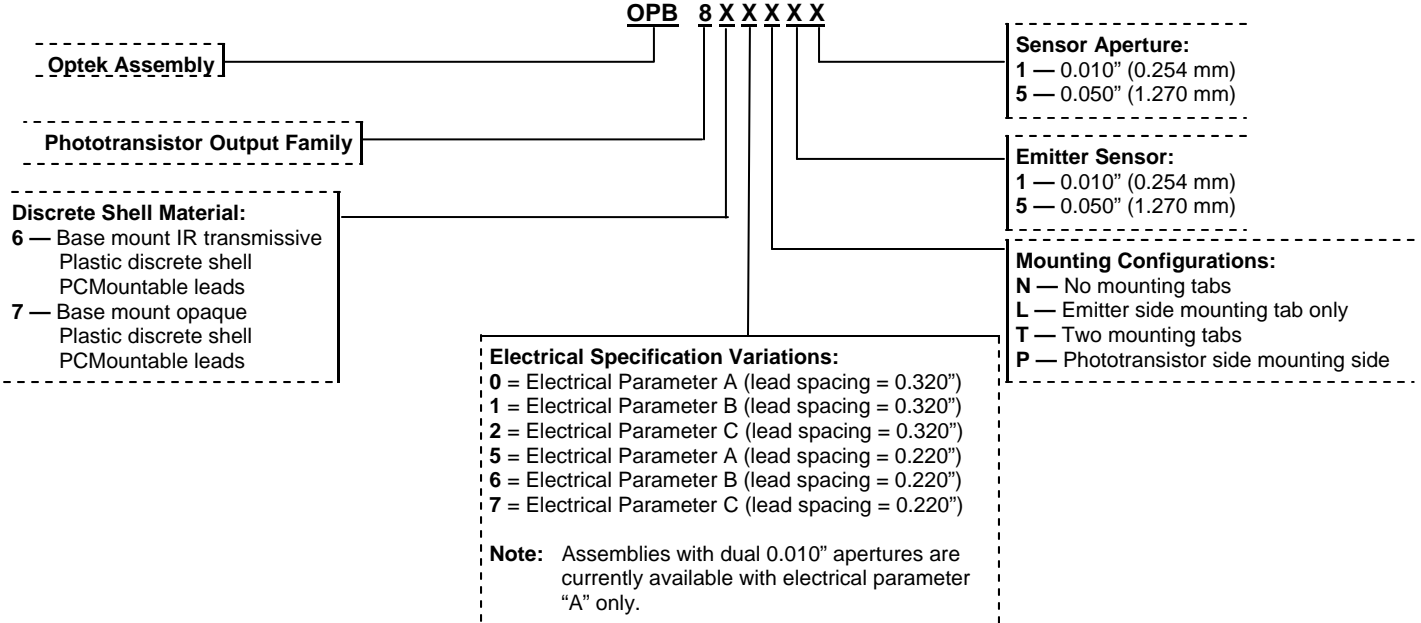 OPB 8 X X X X X
Optek Assembly
Phototransistor Output Family
Discrete Shell Material:
6 — Base mount IR transmissive
Plastic discrete shell
PCMountable leads
7 — Base mount opaque
Plastic discrete shell
PCMountable leads
Electrical Specification Variations:
0 = Electrical Parameter A (lead spacing = 0.320”)
1 = Electrical Parameter B (lead spacing = 0.320”)
2 = Electrical Parameter C (lead spacing = 0.320”)
5 = Electrical Parameter A (lead spacing = 0.220”)
6 = Electrical Parameter B (lead spacing = 0.220”)
7 = Electrical Parameter C (lead spacing = 0.220”)
Note: Assemblies with dual 0.010” apertures are
currently available with electrical parameter
“A” only.
Sensor Aperture:
1 — 0.010” (0.254 mm)
5 — 0.050” (1.270 mm)
Emitter Sensor:
1 — 0.010” (0.254 mm)
5 — 0.050” (1.270 mm)
Mounting Configurations:
N — No mounting tabs
L — Emitter side mounting tab only
T — Two mounting tabs
P — Phototransistor side mounting side